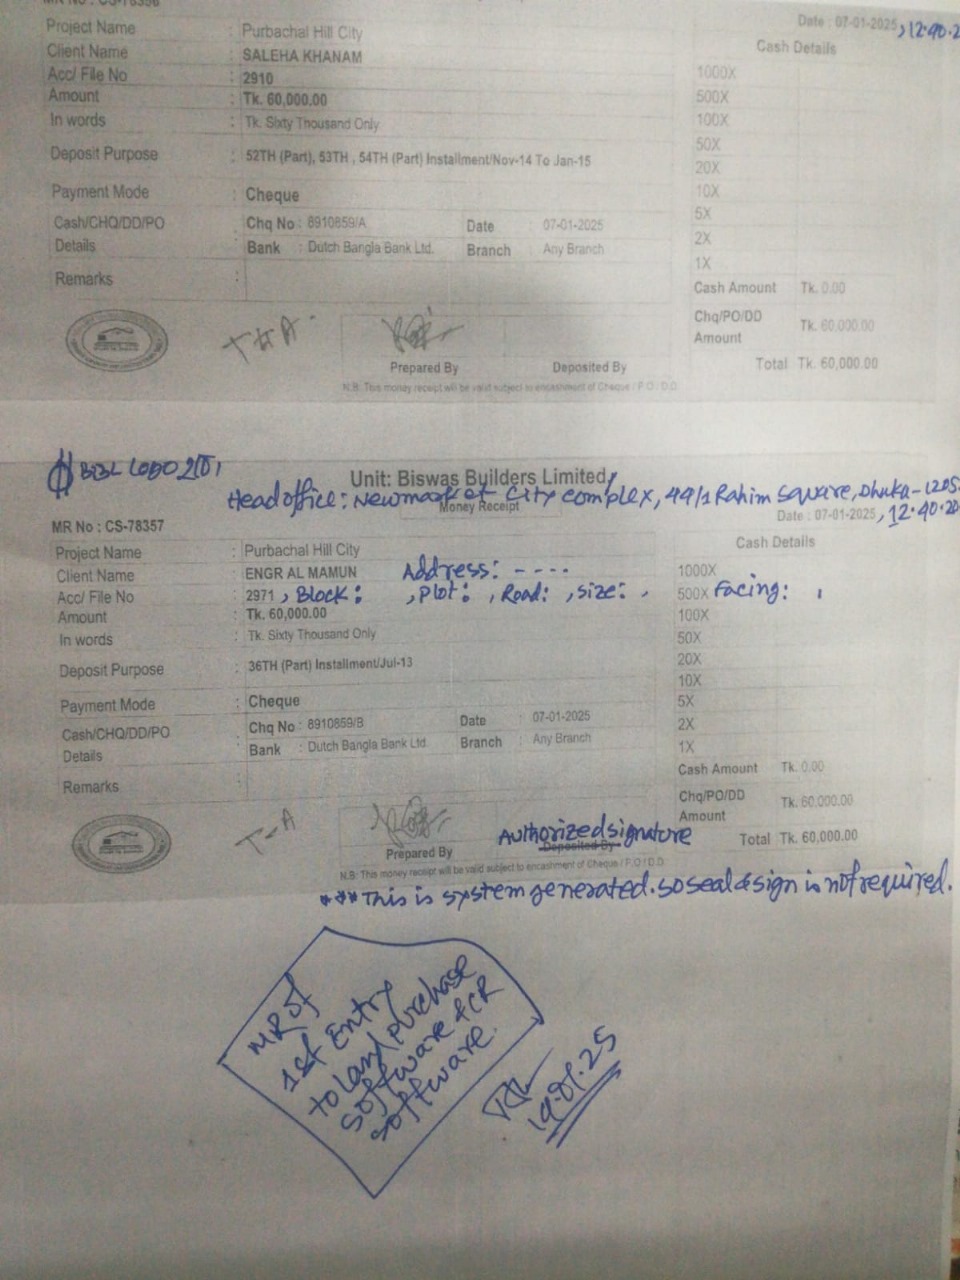 MR No : CS-78356
Date : 07-01-2025, 12.40.2
Project Name : Purbachal Hill City
Cash Details
Client Name : SALEHA KHANAM
Acc/ File No : 2910
1000X
Amount : Tk. 60,000.00
500X
In words : Tk. Sixty Thousand Only
100X
50X
Deposit Purpose : 52TH (Part), 53TH , 54TH (Part) Installment/Nov-14 To Jan-15
20X
Payment Mode : Cheque
10X
5X
Cash/CHQ/DD/PO Details
Chq No : 8910859/A Date : 07-01-2025
2X
Bank : Dutch Bangla Bank Ltd. Branch : Any Branch
1X
Remarks :
Cash Amount Tk. 0.00
Chq/PO/DD Amount Tk. 60,000.00
Prepared By Deposited By
Total Tk. 60,000.00
N.B: This money receipt will be valid subject to encashment of Cheque / P.O / D.D.
Unit: Biswas Builders Limited,
Head office: Newmarket City complex, 44/1 Rahim Square, Dhaka-1205
Money Receipt
MR No : CS-78357
Date : 07-01-2025, 12.40.20
Project Name : Purbachal Hill City
Cash Details
Client Name : ENGR AL MAMUN Address: ----
1000X
Acc/ File No : 2971, Block: , Plot: , Road: , size: ,
500X Facing: ,
Amount : Tk. 60,000.00
100X
In words : Tk. Sixty Thousand Only
50X
Deposit Purpose : 36TH (Part) Installment/Jul-13
20X
10X
Payment Mode : Cheque
5X
Cash/CHQ/DD/PO Details
Chq No : 8910859/B Date : 07-01-2025
2X
Bank : Dutch Bangla Bank Ltd Branch : Any Branch
1X
Remarks :
Cash Amount Tk. 0.00
Chq/PO/DD Amount Tk. 60,000.00
Authorized signature
Prepared By Deposited By
Total Tk. 60,000.00
N.B: This money receipt will be valid subject to encashment of Cheque / P.O / D.D.
*** This is system generated. so seal & sign is not required.
MR of
1st Entry
to land purchase
software & CR
software.
19.01.25